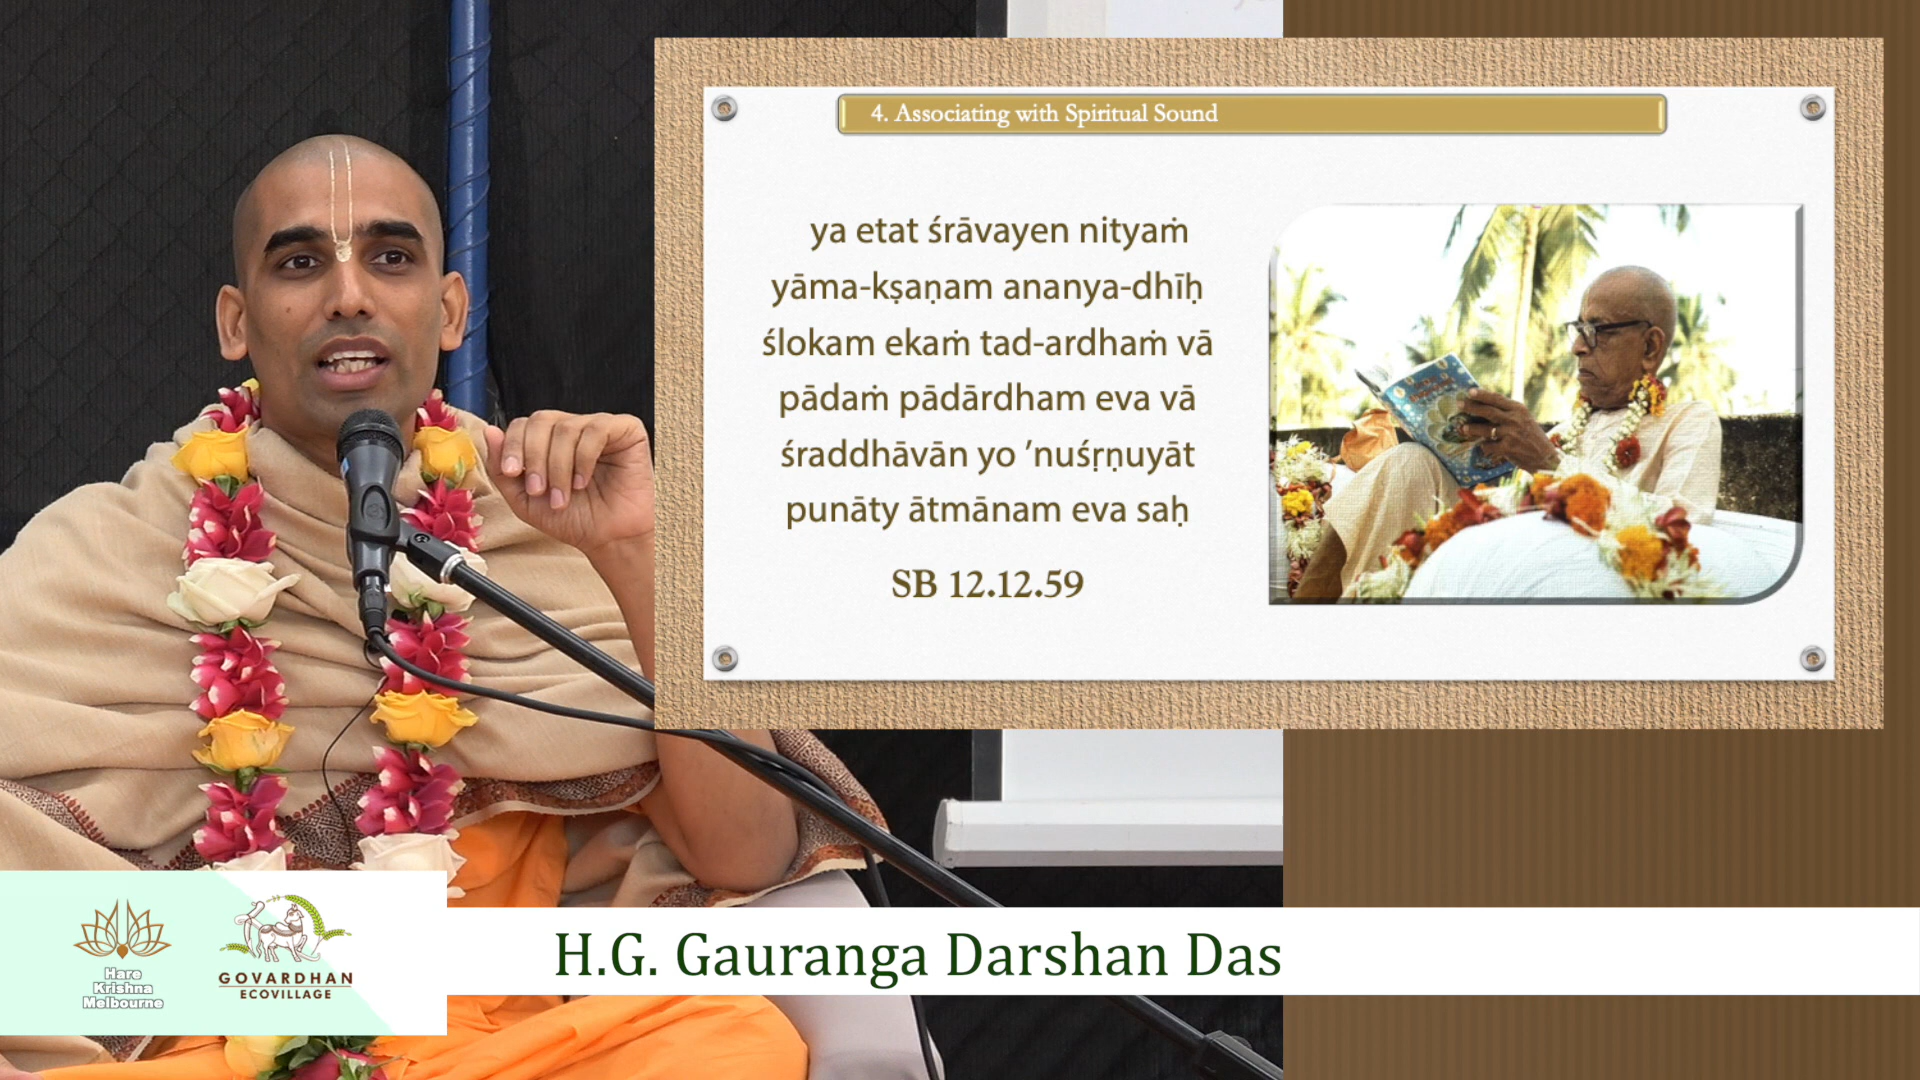 4. Associating with Spiritual Sound
ya etat śrāvayen nityaṁ
yāma-kṣaṇam ananya-dhīḥ
ślokam ekaṁ tad-ardhaṁ vā
pādaṁ pādārdham eva vā
śraddhāvān yo ’nuśṛṇuyāt
punāty ātmānam eva saḥ
SB 12.12.59
Hare
Krishna
Melbourne
GOVARDHAN
ECOVILLAGE
H.G. Gauranga Darshan Das